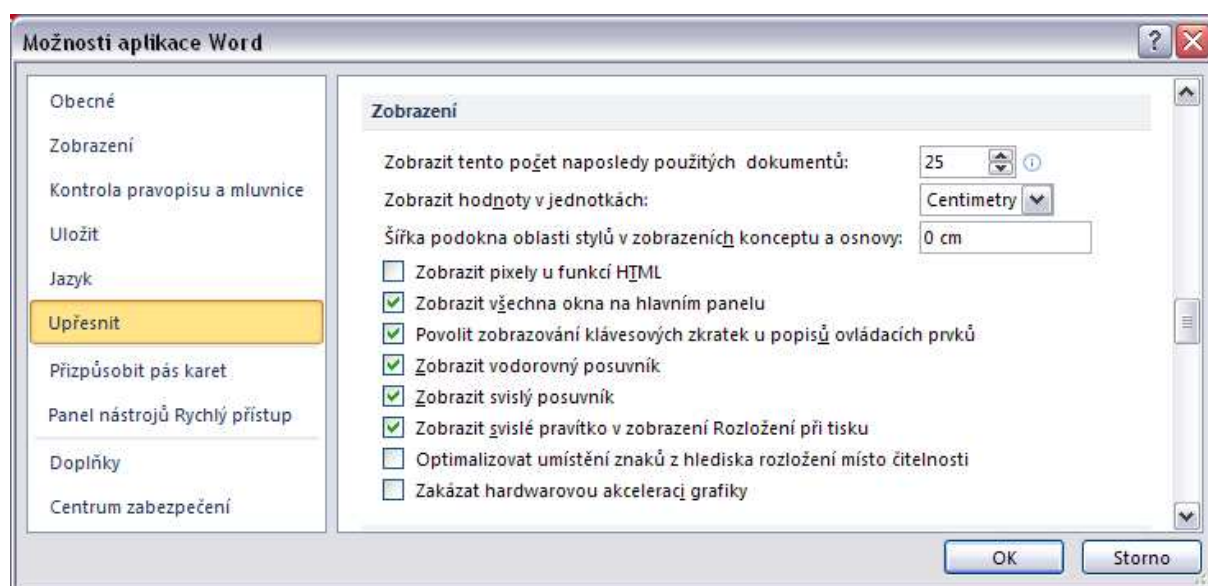 Možnosti aplikace Word
Obecné
Zobrazení
Kontrola pravopisu a mluvnice
Uložit
Jazyk
Upřesnit
Přizpůsobit pás karet
Panel nástrojů Rychlý přístup
Doplňky
Centrum zabezpečení
Zobrazení
Zobrazit tento počet naposledy použitých dokumentů: 25
Zobrazit hodnoty v jednotkách: Centimetry
Šířka podokna oblasti stylů v zobrazeních konceptu a osnovy: 0 cm
Zobrazit pixely u funkcí HTML
Zobrazit všechna okna na hlavním panelu
Povolit zobrazování klávesových zkratek u popisů ovládacích prvků
Zobrazit vodorovný posuvník
Zobrazit svislý posuvník
Zobrazit svislé pravítko v zobrazení Rozložení při tisku
Optimalizovat umístění znaků z hlediska rozložení místo čitelnosti
Zakázat hardwarovou akceleraci grafiky
OK Storno